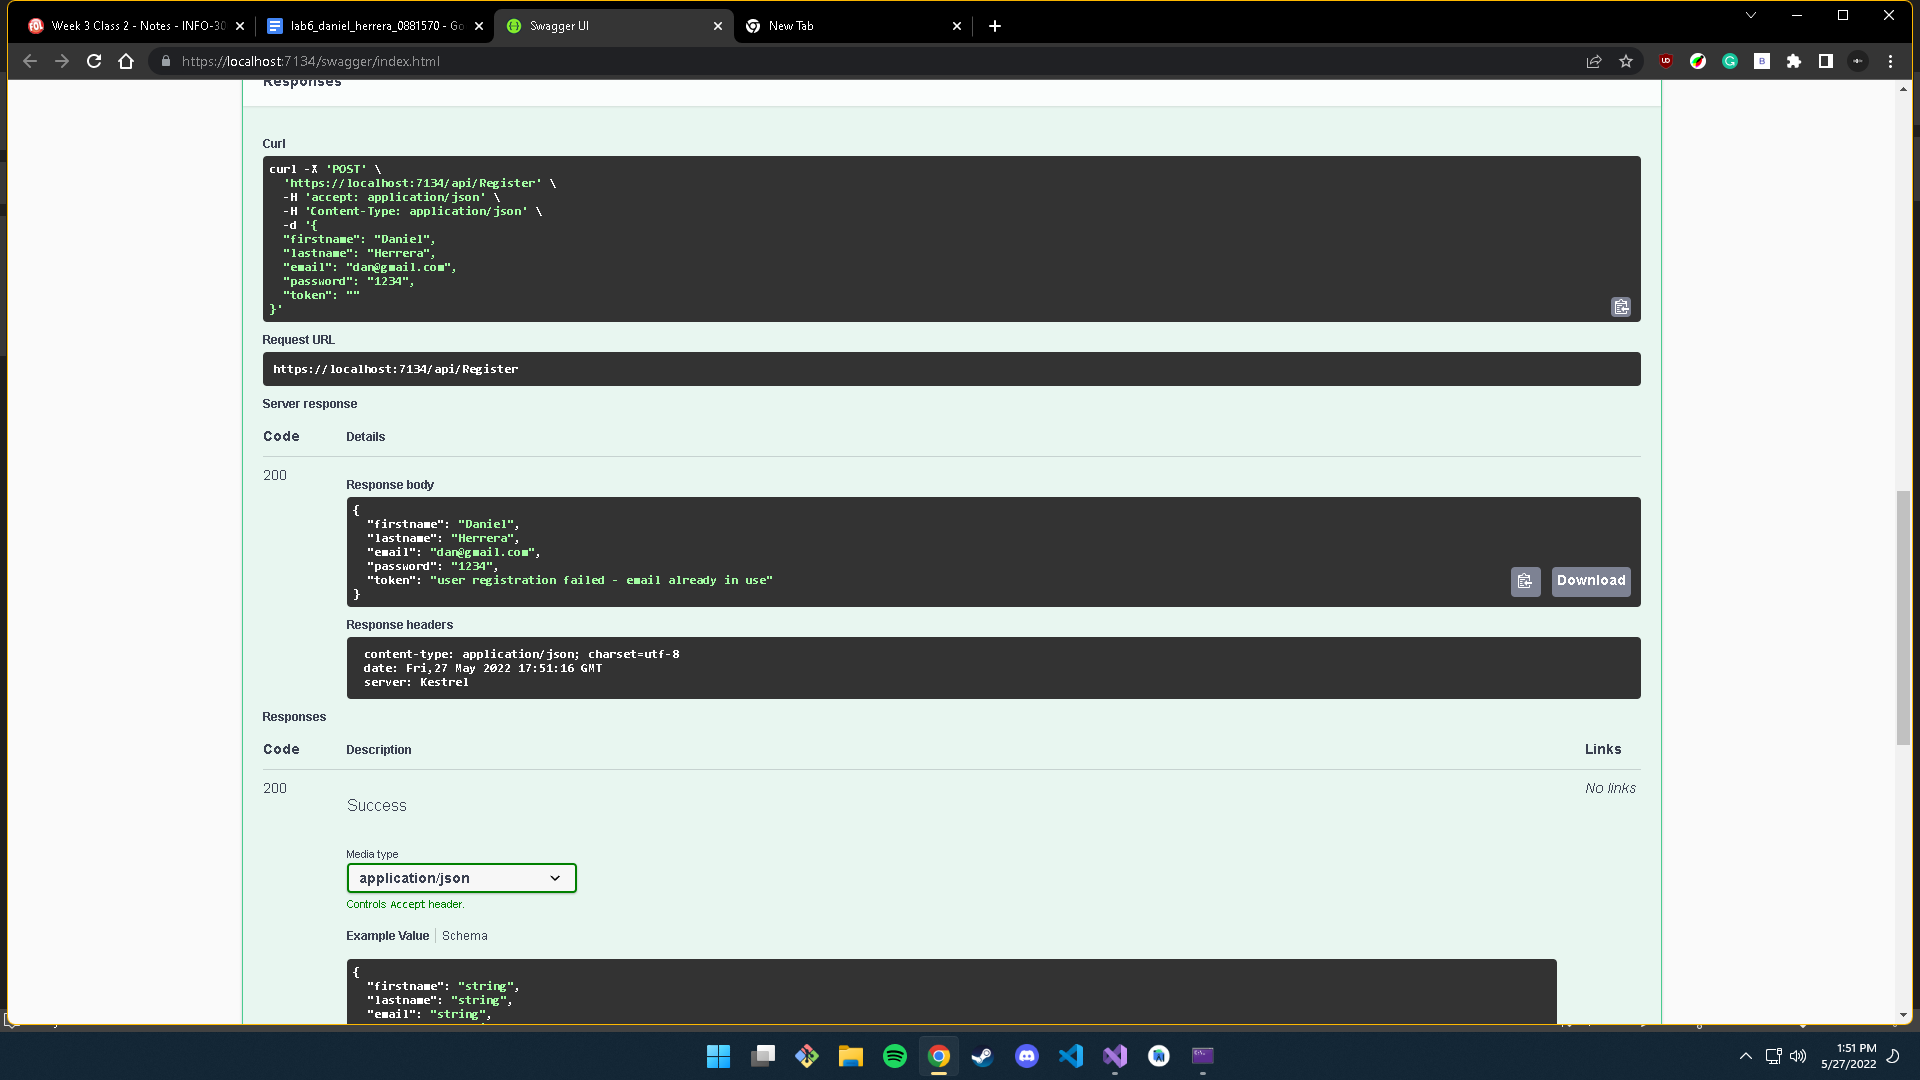 Week 3 Class 2 - Notes - INFO-30
lab6_daniel_herrera_0881570 - Go
Swagger UI
New Tab
https://localhost:7134/swagger/index.html
Responses
Curl
curl -X 'POST' \
'https://localhost:7134/api/Register' \
-H 'accept: application/json' \
-H 'Content-Type: application/json' \
-d '{
"firstname": "Daniel",
"lastname": "Herrera",
"email": "dan@gmail.com",
"password": "1234",
"token": ""
}'
Request URL
https://localhost:7134/api/Register
Server response
Code Details
200
Response body
{
"firstname": "Daniel",
"lastname": "Herrera",
"email": "dan@gmail.com",
"password": "1234",
"token": "user registration failed - email already in use"
}
Download
Response headers
content-type: application/json; charset=utf-8
date: Fri,27 May 2022 17:51:16 GMT
server: Kestrel
Responses
Code Description Links
200 No links
Success
Media type
application/json
Controls Accept header.
Example Value Schema
{
"firstname": "string",
"lastname": "string",
"email": "string",
1:51 PM
5/27/2022